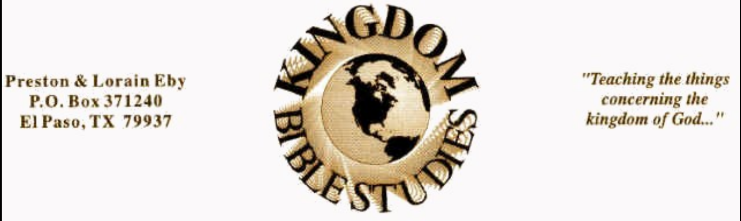 Preston & Lorain Eby
P.O. Box 371240
El Paso, TX 79937
KINGDOM
BIBLE STUDIES
"Teaching the things
concerning the
kingdom of God..."